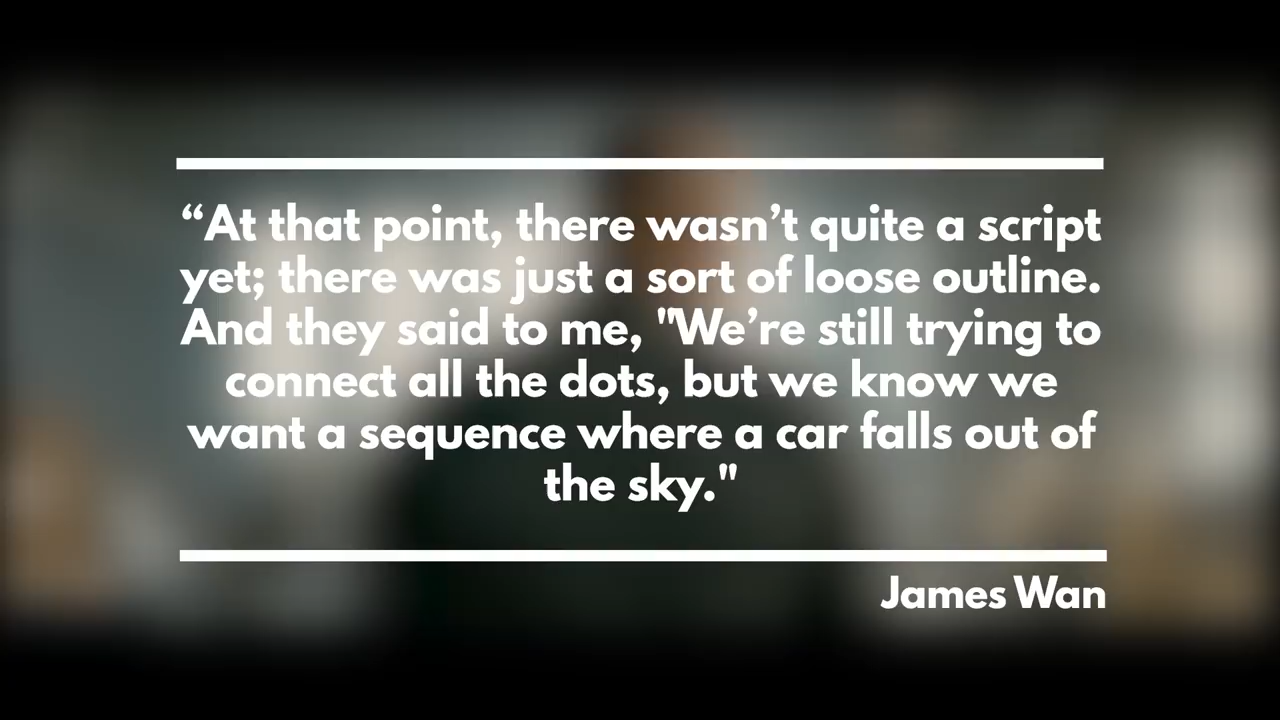 “At that point, there wasn’t quite a script
yet; there was just a sort of loose outline.
And they said to me, "We’re still trying to
connect all the dots, but we know we
want a sequence where a car falls out of
the sky."
James Wan